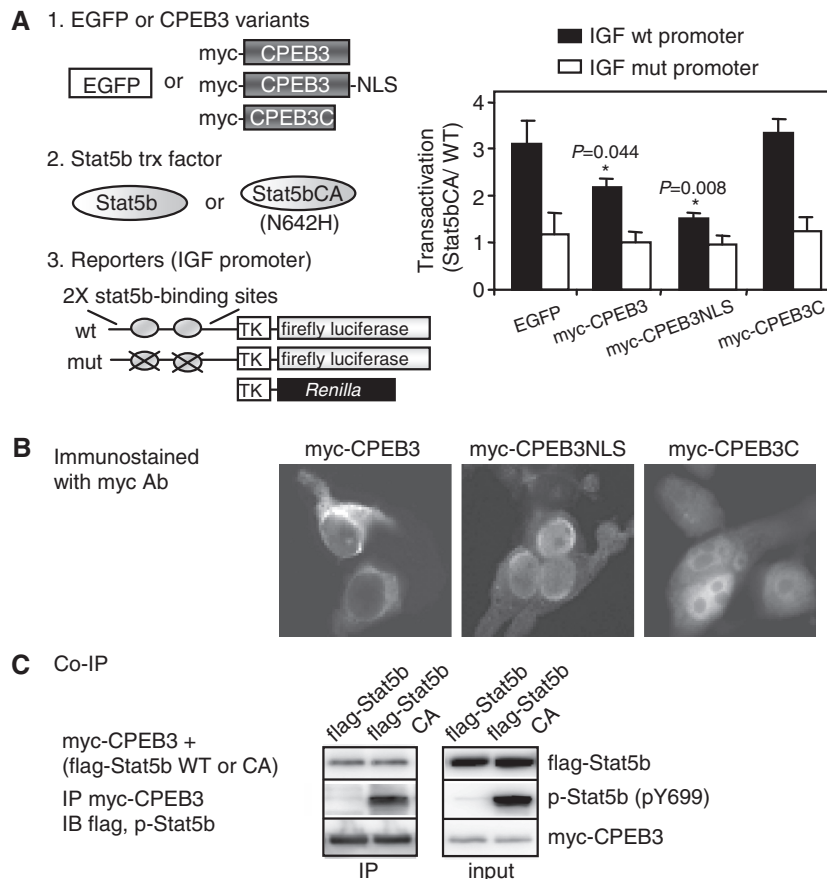 A
1. EGFP or CPEB3 variants
EGFP or
myc-CPEB3
myc-CPEB3-NLS
myc-CPEB3C
2. Stat5b trx factor
Stat5b or Stat5bCA
(N642H)
3. Reporters (IGF promoter)
2X stat5b-binding sites
wt TK firefly luciferase
mut TK firefly luciferase
TK Renilla
IGF wt promoter
IGF mut promoter
Transactivation
(Stat5bCA/ WT)
4
3
2
1
0
P=0.044
*
P=0.008
*
EGFP
myc-CPEB3
myc-CPEB3NLS
myc-CPEB3C
B
Immunostained
with myc Ab
myc-CPEB3 myc-CPEB3NLS myc-CPEB3C
C
Co-IP
flag-Stat5b
flag-Stat5b
CA
flag-Stat5b
flag-Stat5b
CA
myc-CPEB3 +
(flag-Stat5b WT or CA)
IP myc-CPEB3
IB flag, p-Stat5b
flag-Stat5b
p-Stat5b (pY699)
myc-CPEB3
IP input